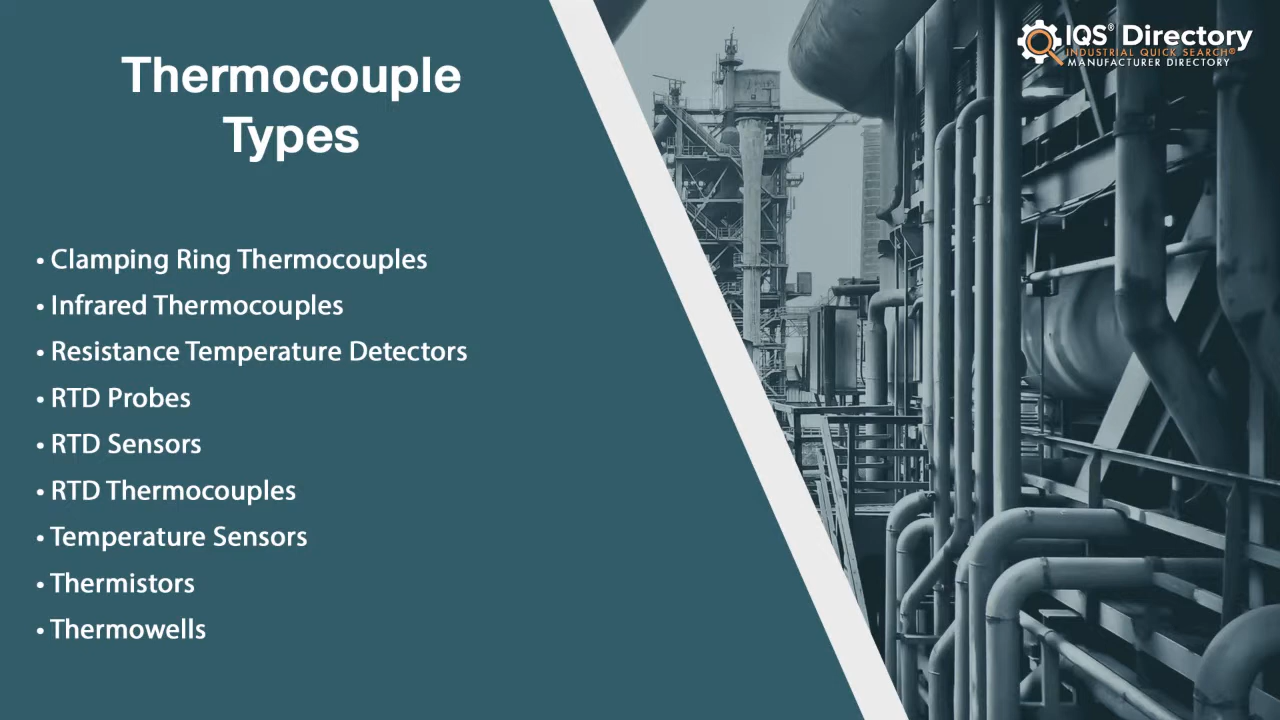 Thermocouple
Types
• Clamping Ring Thermocouples
• Infrared Thermocouples
• Resistance Temperature Detectors
• RTD Probes
• RTD Sensors
• RTD Thermocouples
• Temperature Sensors
• Thermistors
• Thermowells
IQS® Directory
INDUSTRIAL QUICK SEARCH®
MANUFACTURER DIRECTORY